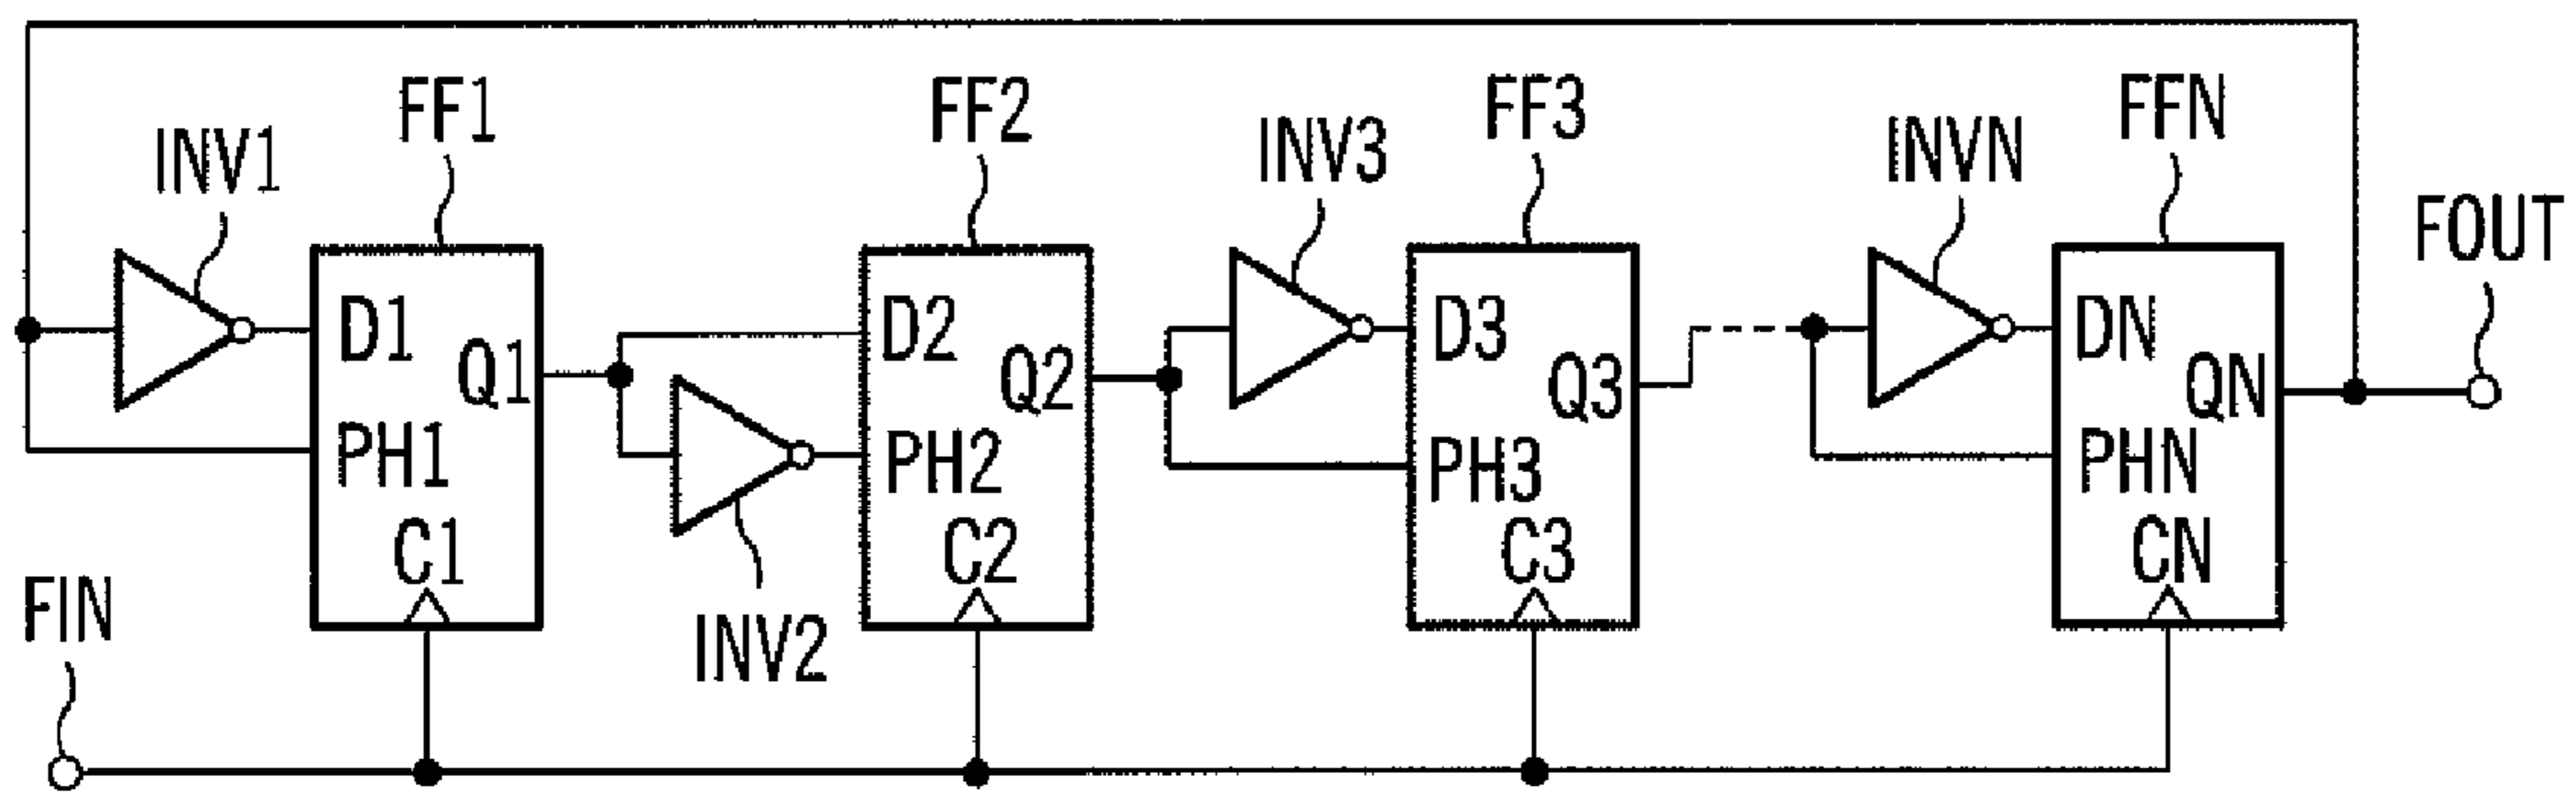 FF1
FF2
FF3
FFN
INV1
INV3
INVN
FOUT
D1
Q1
PH1
C1
D2
Q2
PH2
C2
D3
Q3
PH3
C3
DN
QN
PHN
CN
FIN
INV2